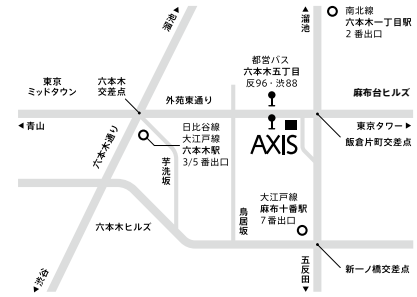 溜池
溜池
南北線
六本木一丁目駅
2 番出口
都営バス
六本木五丁目
反96・渋88
東京
ミッドタウン
六本木
交差点
外苑東通り
麻布台ヒルズ
青山
東京タワー
六本木通り
日比谷線
大江戸線
六本木駅
3/5 番出口
AXIS
飯倉片町交差点
芋洗坂
鳥居坂
大江戸線
麻布十番駅
7 番出口
六本木ヒルズ
渋谷
五反田
新一ノ橋交差点